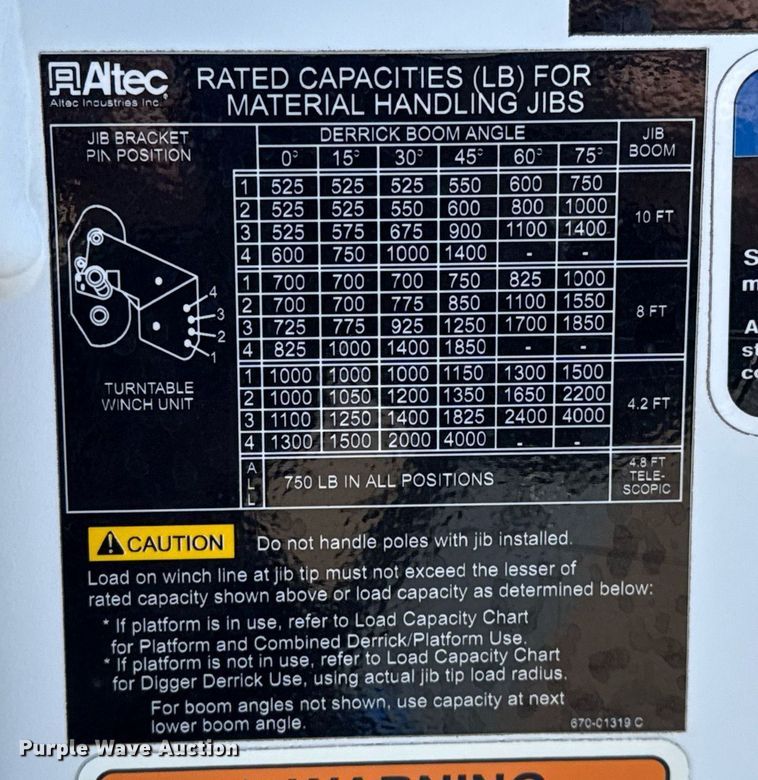 Altec
Altec Industries Inc.
RATED CAPACITIES (LB) FOR
MATERIAL HANDLING JIBS
JIB BRACKET
PIN POSITION
DERRICK BOOM ANGLE
JIB
BOOM
0° 15° 30° 45° 60° 75°
1 525 525 525 550 600 750
2 525 525 550 600 800 1000
3 525 575 675 900 1100 1400
4 600 750 1000 1400 - -
10 FT
1 700 700 700 750 825 1000
2 700 700 775 850 1100 1550
3 725 775 925 1250 1700 1850
4 825 1000 1400 1850 - -
8 FT
1 1000 1000 1000 1150 1300 1500
2 1000 1050 1200 1350 1650 2200
3 1100 1250 1400 1825 2400 4000
4 1300 1500 2000 4000 - -
4.2 FT
4
3
2
1
TURNTABLE
WINCH UNIT
ALL
750 LB IN ALL POSITIONS
4.8 FT
TELE-
SCOPIC
CAUTION
Do not handle poles with jib installed.
Load on winch line at jib tip must not exceed the lesser of
rated capacity shown above or load capacity as determined below:
* If platform is in use, refer to Load Capacity Chart
for Platform and Combined Derrick/Platform Use.
* If platform is not in use, refer to Load Capacity Chart
for Digger Derrick Use, using actual jib tip load radius.
For boom angles not shown, use capacity at next
lower boom angle.
670-01319 C
Purple Wave Auction
WARNING